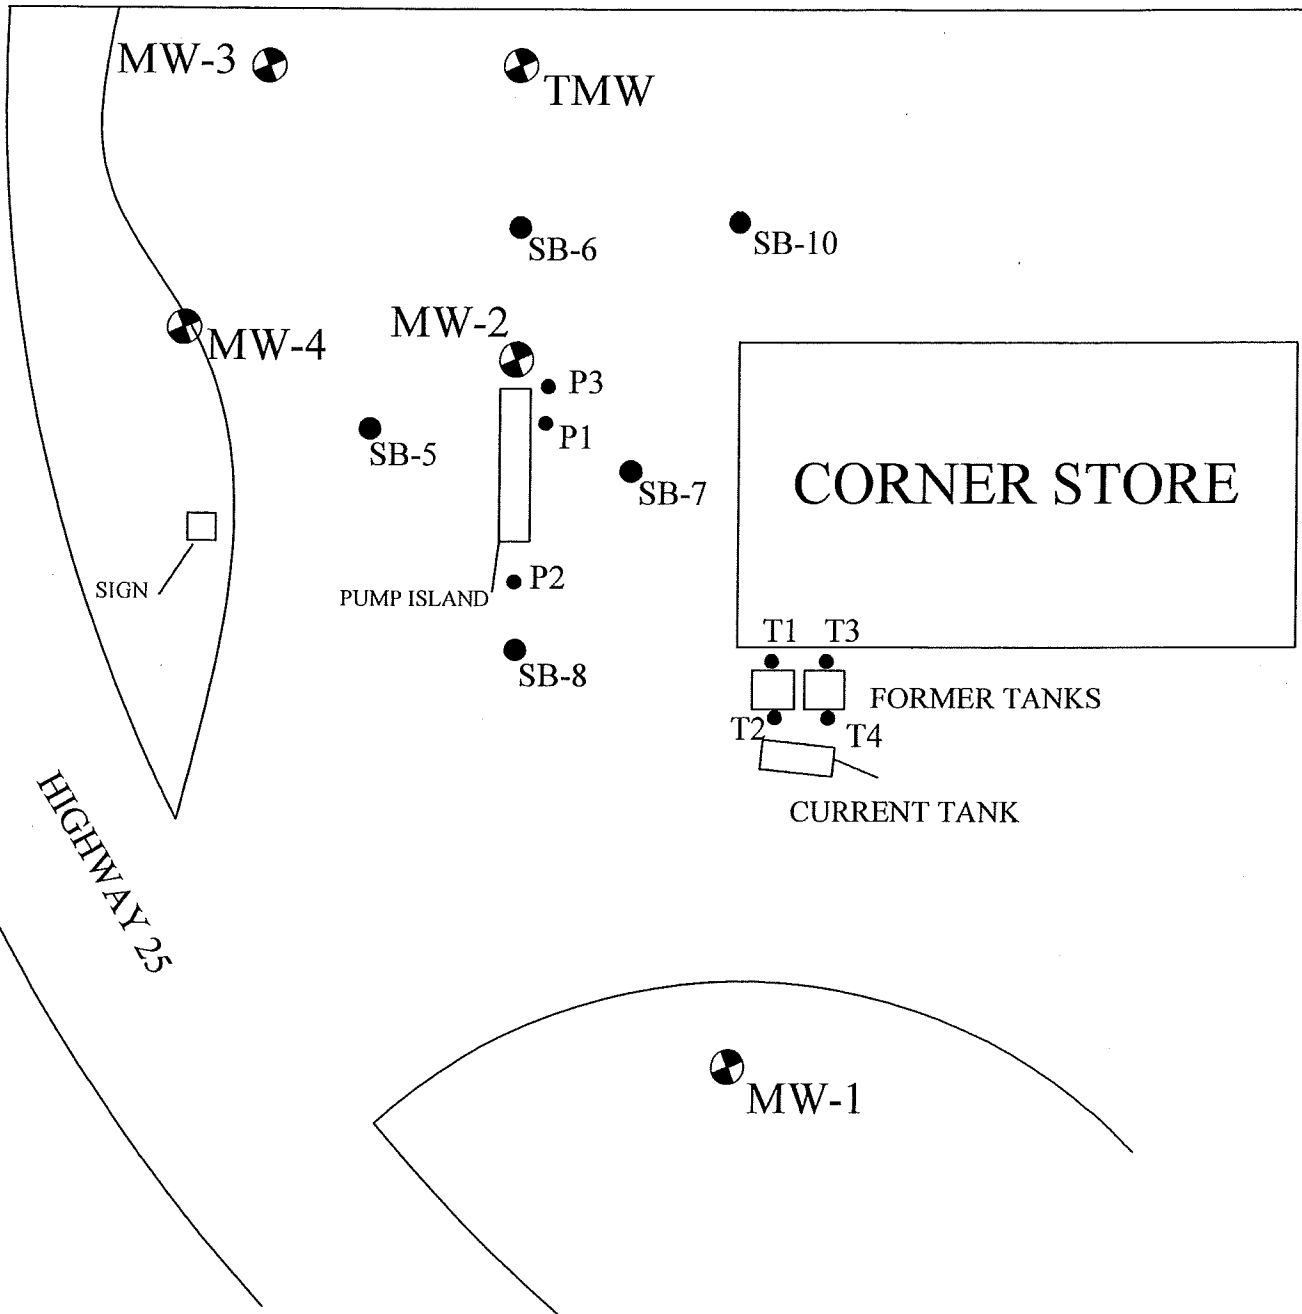 MW-3
TMW
SB-6
SB-10
MW-2
MW-4
P3
P1
SB-5
SB-7
CORNER STORE
SIGN
PUMP ISLAND
P2
T1
T3
SB-8
FORMER TANKS
T2
T4
CURRENT TANK
HIGHWAY 25
MW-1